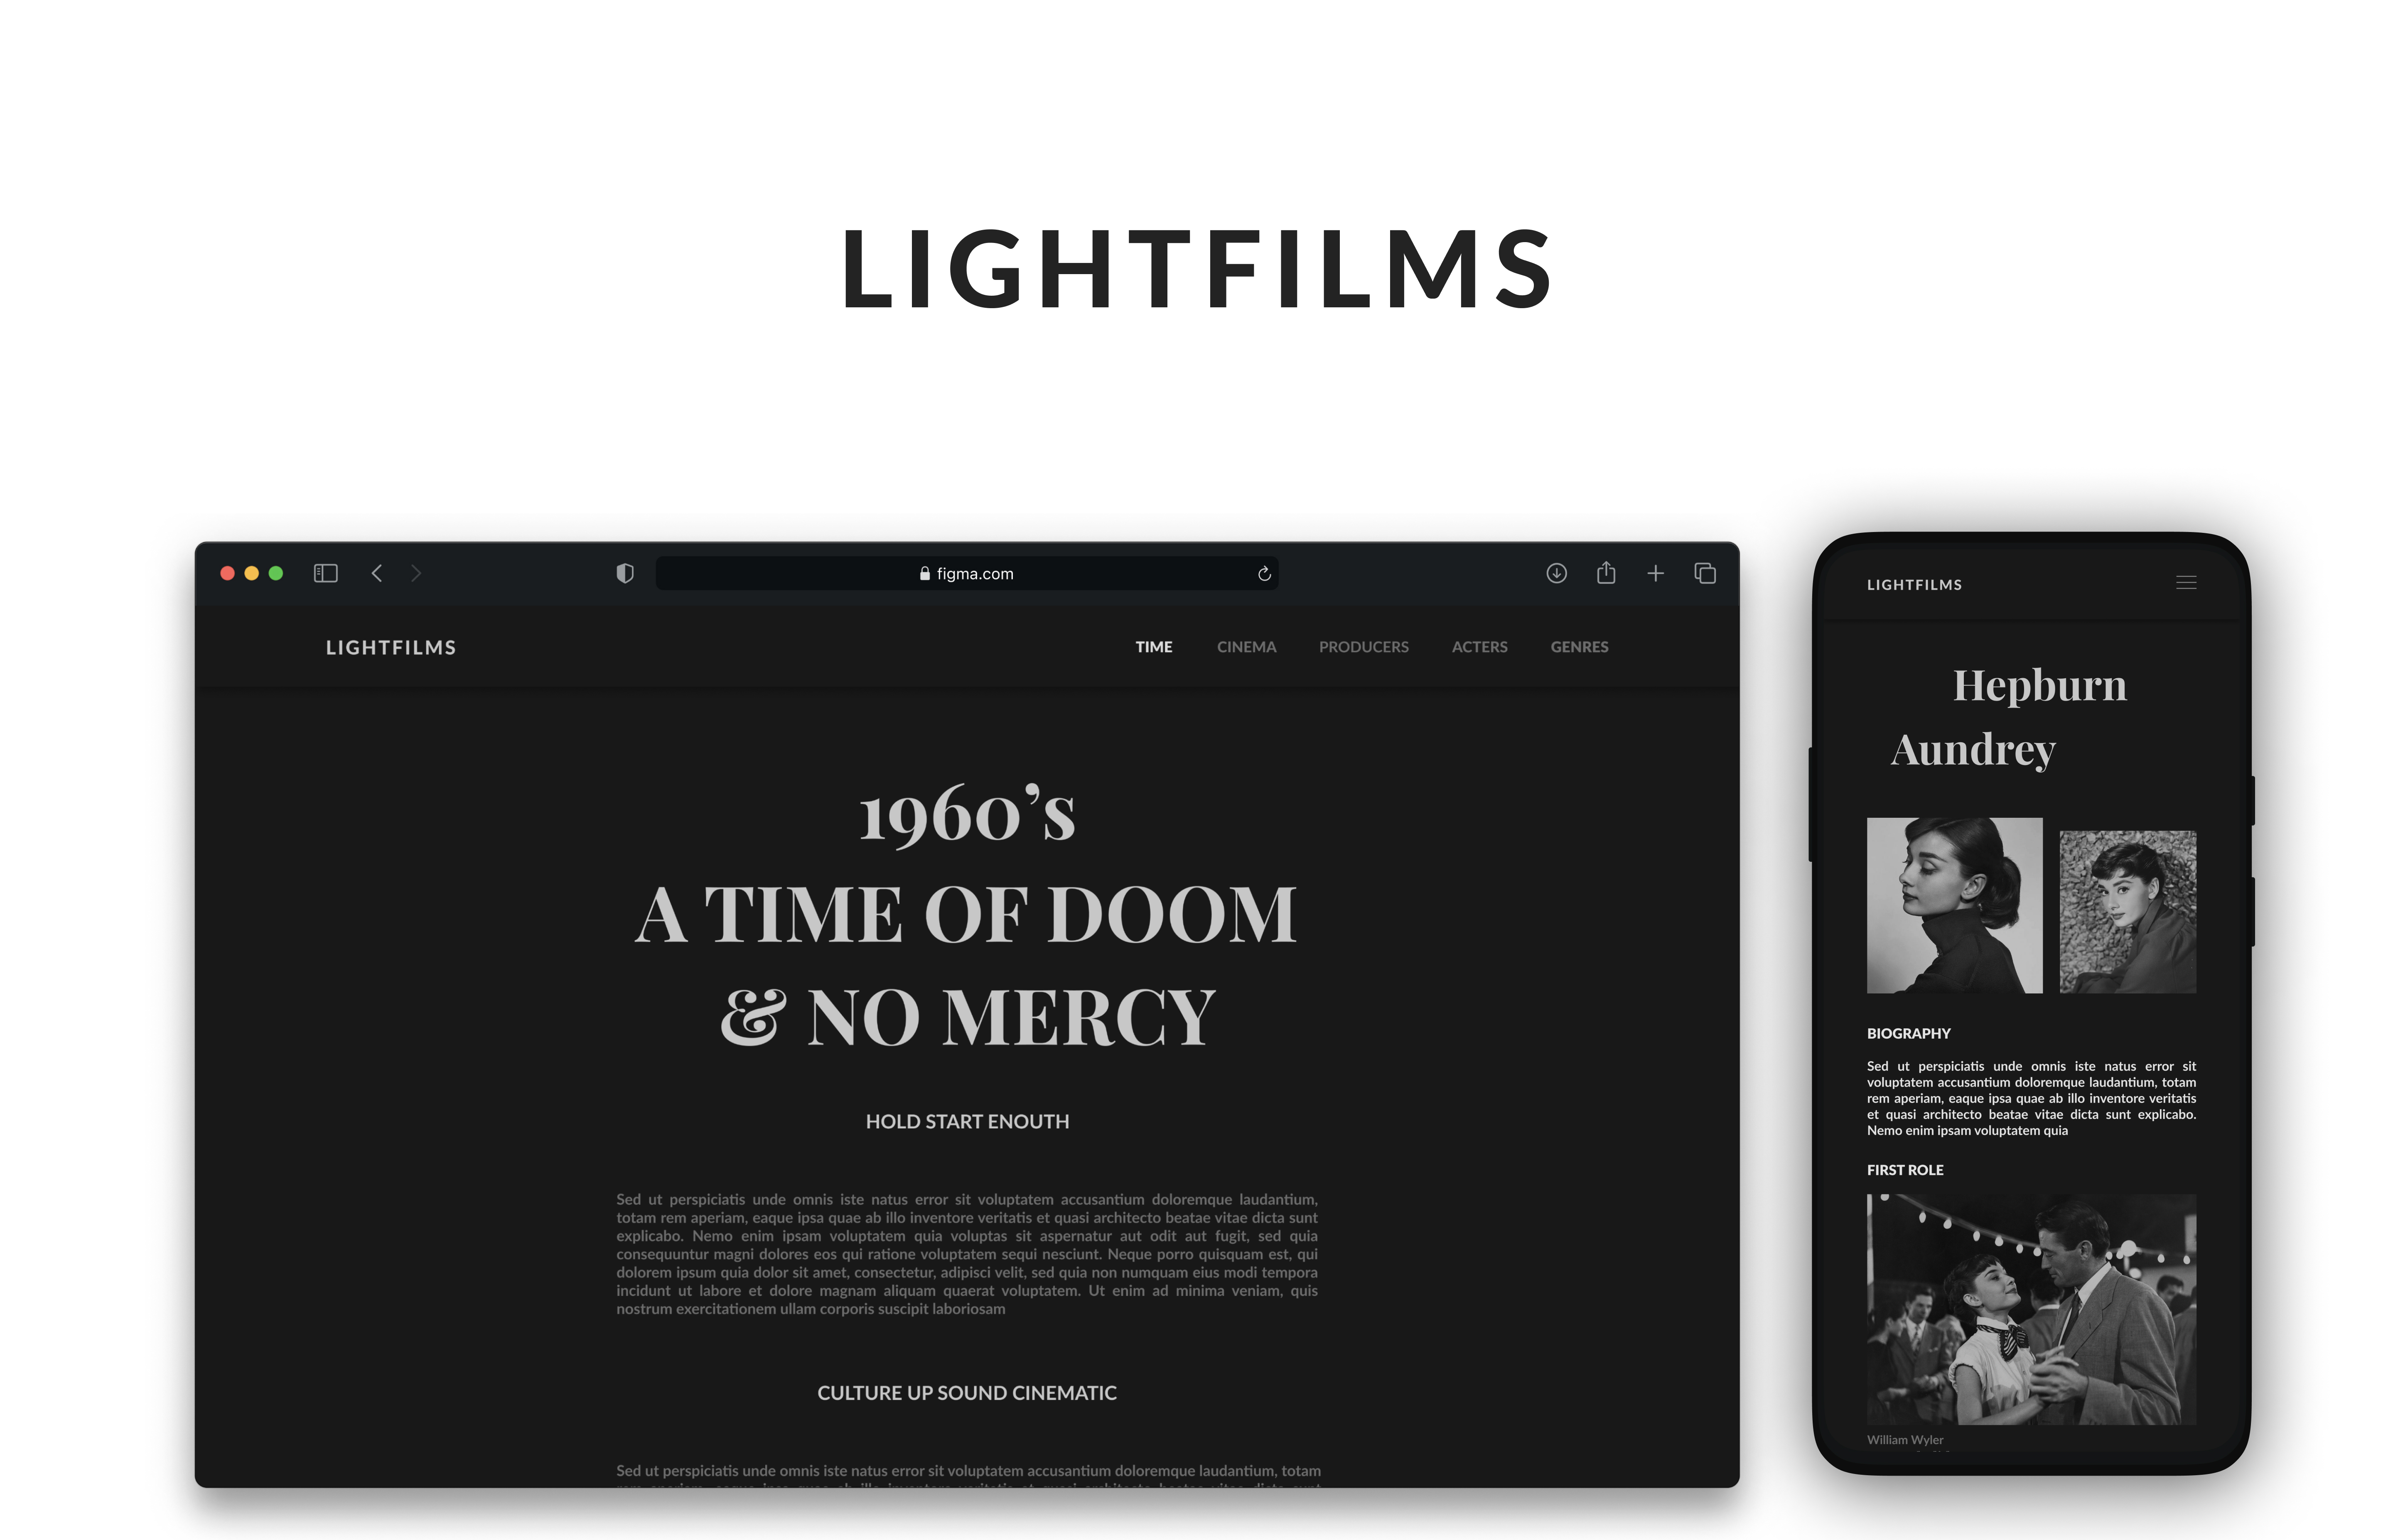 LIGHTFILMS
figma.com
LIGHTFILMS
TIME CINEMA PRODUCERS ACTERS GENRES
1960’s
A TIME OF DOOM
& NO MERCY
HOLD START ENOUTH
Sed ut perspiciatis unde omnis iste natus error sit voluptatem accusantium doloremque laudantium,
totam rem aperiam, eaque ipsa quae ab illo inventore veritatis et quasi architecto beatae vitae dicta sunt
explicabo. Nemo enim ipsam voluptatem quia voluptas sit aspernatur aut odit aut fugit, sed quia
consequuntur magni dolores eos qui ratione voluptatem sequi nesciunt. Neque porro quisquam est, qui
dolorem ipsum quia dolor sit amet, consectetur, adipisci velit, sed quia non numquam eius modi tempora
incidunt ut labore et dolore magnam aliquam quaerat voluptatem. Ut enim ad minima veniam, quis
nostrum exercitationem ullam corporis suscipit laboriosam
CULTURE UP SOUND CINEMATIC
Sed ut perspiciatis unde omnis iste natus error sit voluptatem accusantium doloremque laudantium, totam
LIGHTFILMS
Hepburn
Aundrey
BIOGRAPHY
Sed ut perspiciatis unde omnis iste natus error sit
voluptatem accusantium doloremque laudantium, totam
rem aperiam, eaque ipsa quae ab illo inventore veritatis
et quasi architecto beatae vitae dicta sunt explicabo.
Nemo enim ipsam voluptatem quia
FIRST ROLE
William Wyler